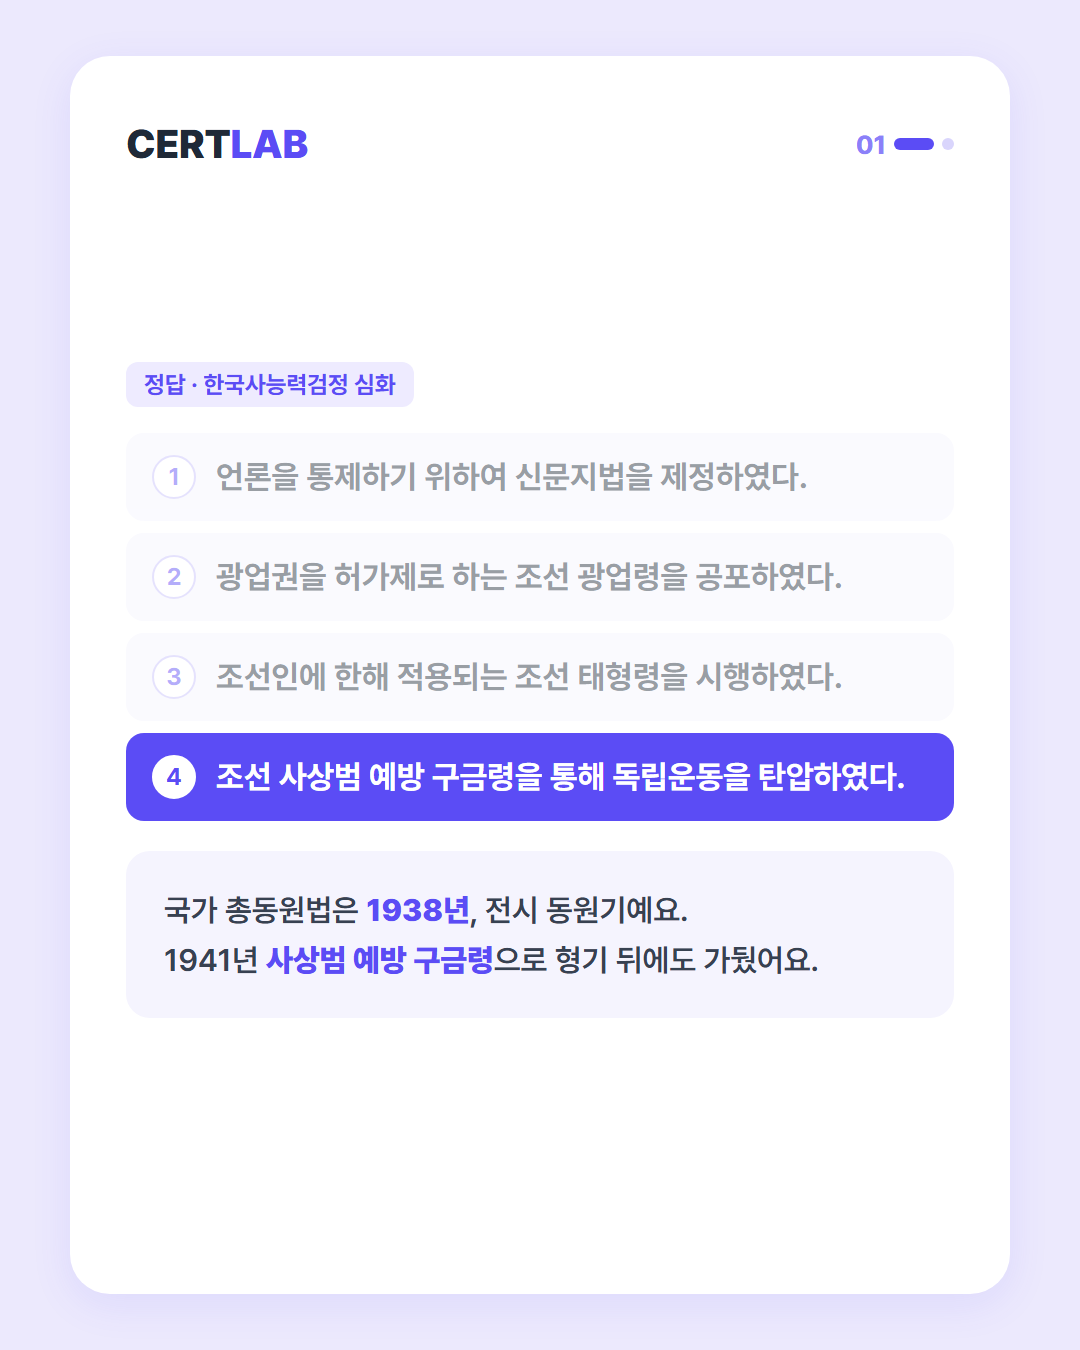 CERTLAB
01
정답 · 한국사능력검정 심화
1 언론을 통제하기 위하여 신문지법을 제정하였다.
2 광업권을 허가제로 하는 조선 광업령을 공포하였다.
3 조선인에 한해 적용되는 조선 태형령을 시행하였다.
4 조선 사상범 예방 구금령을 통해 독립운동을 탄압하였다.
국가 총동원법은 1938년, 전시 동원기예요.
1941년 사상범 예방 구금령으로 형기 뒤에도 가뒀어요.